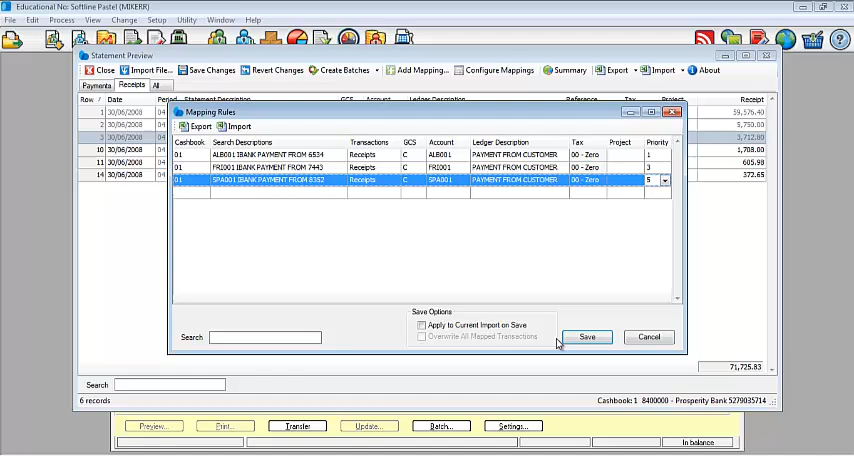 Educational No: Softline Pastel (MIKERR)
File Edit Process View Change Setup Utility Window Help
Statement Preview
Close Import File... Save Changes Revert Changes Create Batches Add Mapping... Configure Mappings Summary Export Import About
Payments Receipts All
Row / Date Period Statement Description GCS Account Ledger Description Reference Tax Project Receipt
1 30/06/2008 04 59,576.40
2 30/06/2008 04 5,750.00
3 30/06/2008 04 3,712.80
10 30/06/2008 04 1,708.00
11 30/06/2008 04 605.98
14 30/06/2008 04 372.65
Mapping Rules
Export Import
Cashbook Search Descriptions Transactions GCS Account Ledger Description Tax Project Priority
01 ALB001 IBANK PAYMENT FROM 6534 Receipts C ALB001 PAYMENT FROM CUSTOMER 00 - Zero 1
01 FRI001 IBANK PAYMENT FROM 7443 Receipts C FRI001 PAYMENT FROM CUSTOMER 00 - Zero 3
01 SPA001 IBANK PAYMENT FROM 8352 Receipts C SPA001 PAYMENT FROM CUSTOMER 00 - Zero 5
Save Options
Apply to Current Import on Save
Overwrite All Mapped Transactions
Search
Save Cancel
71,725.83
Search
6 records Cashbook: 1 8400000 - Prosperity Bank 5279035714
Preview... Print... Transfer Update... Batch... Settings...
In balance